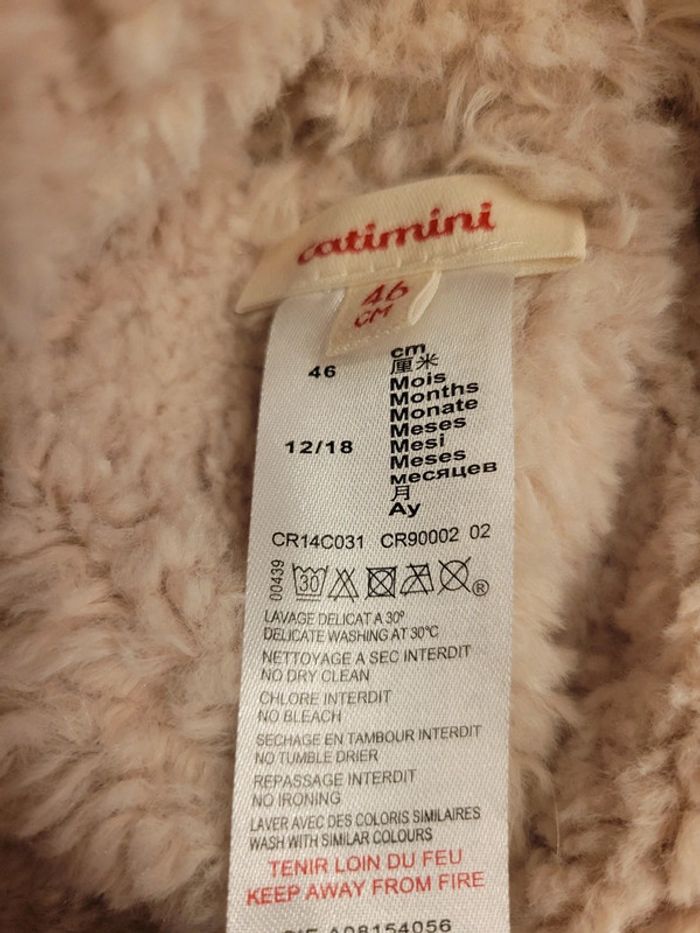 catimini
46
CM
46 cm
厘米
Mois
Months
Monate
Meses
12/18 Mesi
Meses
месяцев
月
Ay
CR14C031 CR90002 02
00439
30 ®
LAVAGE DELICAT A 30°
DELICATE WASHING AT 30°C
NETTOYAGE A SEC INTERDIT
NO DRY CLEAN
CHLORE INTERDIT
NO BLEACH
SECHAGE EN TAMBOUR INTERDIT
NO TUMBLE DRIER
REPASSAGE INTERDIT
NO IRONING
LAVER AVEC DES COLORIS SIMILAIRES
WASH WITH SIMILAR COLOURS
TENIR LOIN DU FEU
KEEP AWAY FROM FIRE
A08154056